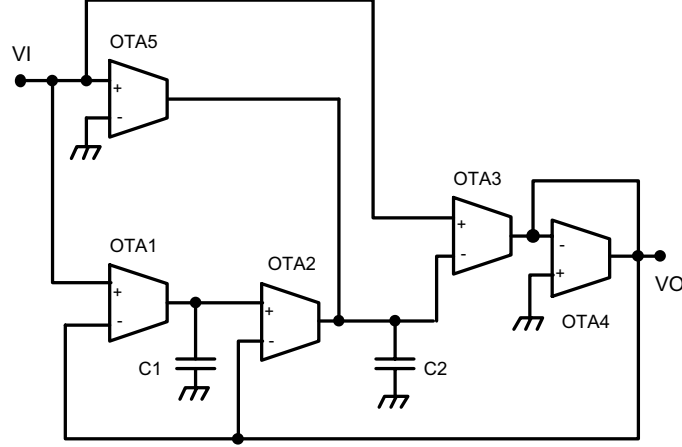 OTA5
VI
+
-
OTA3
+
-
OTA1
OTA2
-
+
VO
+
+
-
OTA4
-
C1
C2